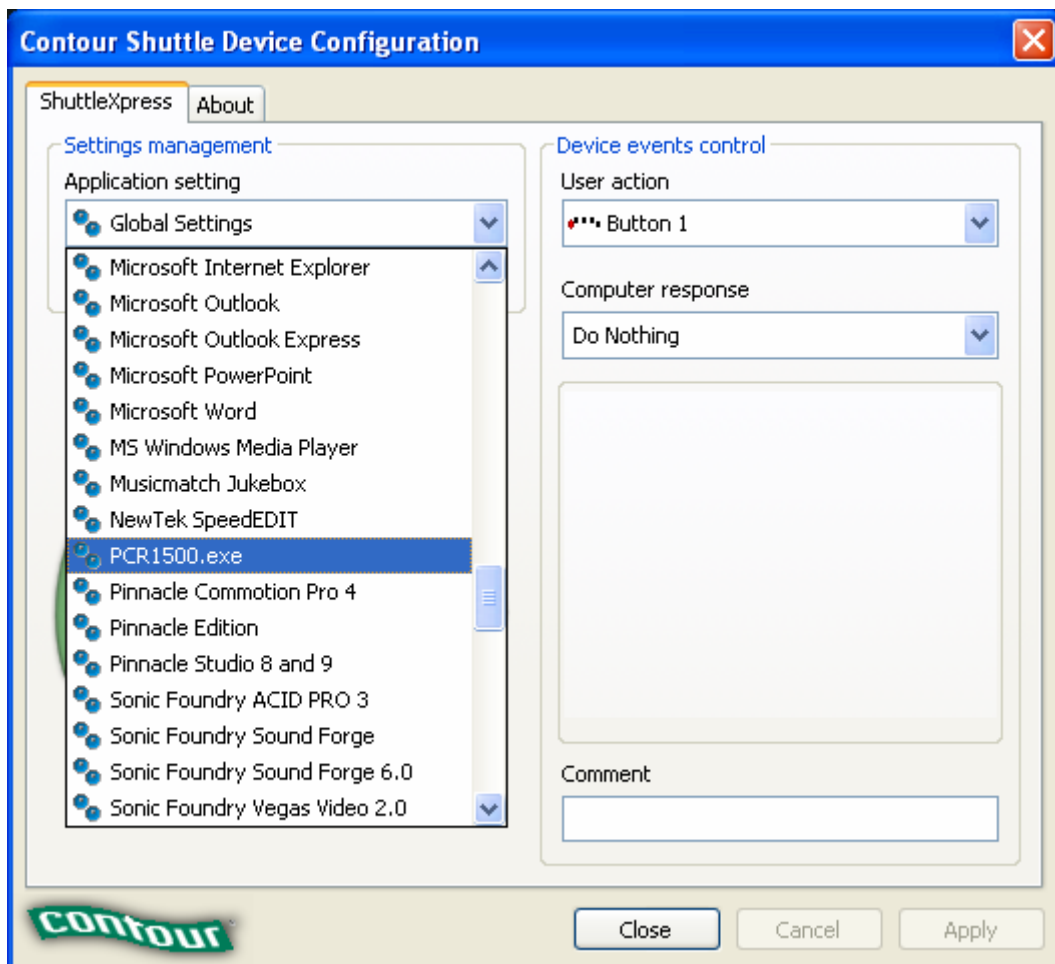 Contour Shuttle Device Configuration
ShuttleXpress
About
Settings management
Application setting
Global Settings
Microsoft Internet Explorer
Microsoft Outlook
Microsoft Outlook Express
Microsoft PowerPoint
Microsoft Word
MS Windows Media Player
Musicmatch Jukebox
NewTek SpeedEDIT
PCR1500.exe
Pinnacle Commotion Pro 4
Pinnacle Edition
Pinnacle Studio 8 and 9
Sonic Foundry ACID PRO 3
Sonic Foundry Sound Forge
Sonic Foundry Sound Forge 6.0
Sonic Foundry Vegas Video 2.0
Device events control
User action
Button 1
Computer response
Do Nothing
Comment
contour
Close
Cancel
Apply